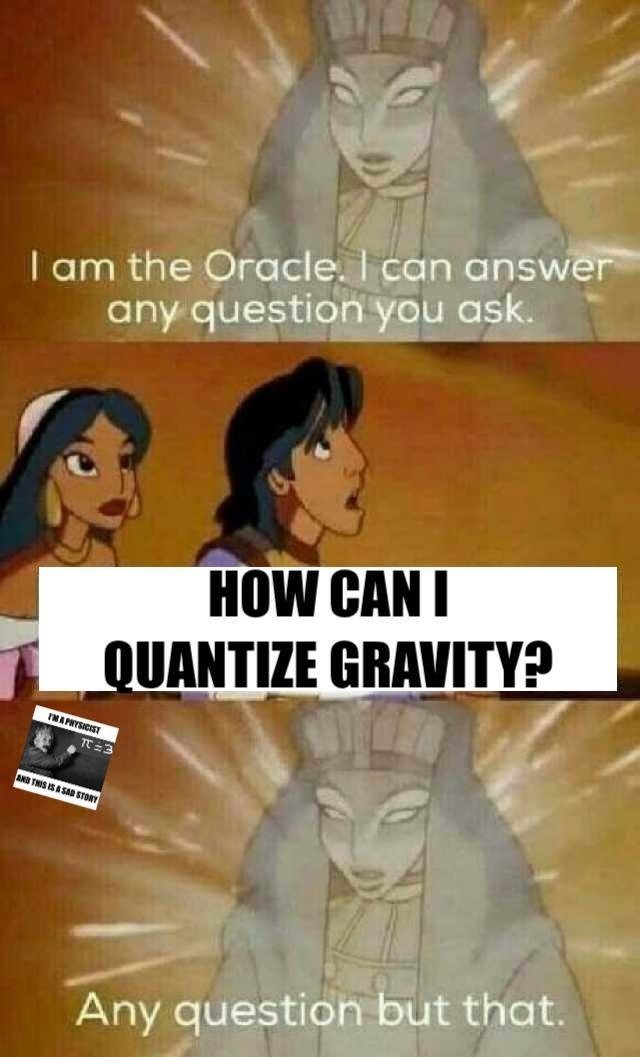 I am the Oracle. I can answer
any question you ask.
HOW CAN I
QUANTIZE GRAVITY?
I'M A PHYSICIST
π=3
AND THIS IS A SAD STORY
Any question but that.